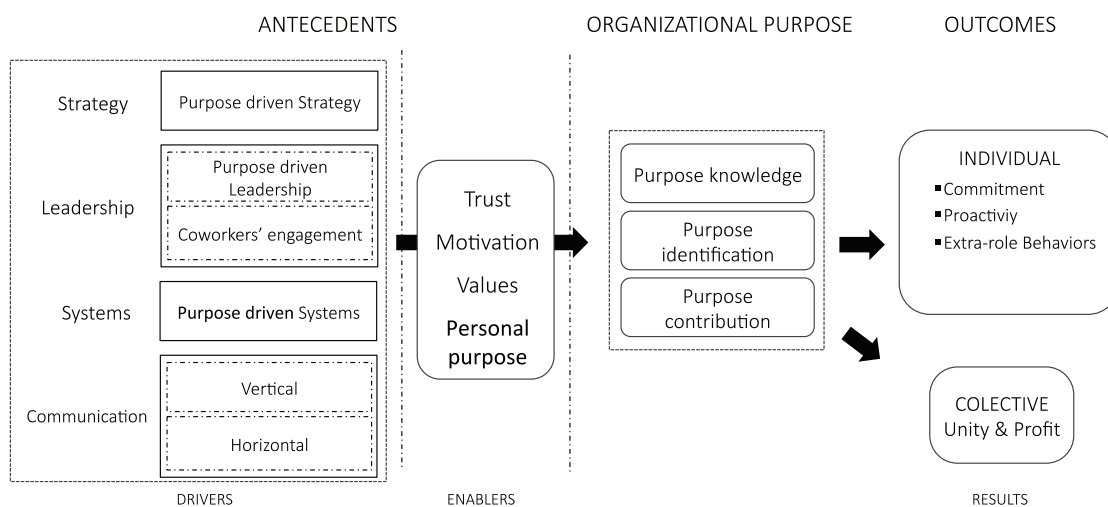 ANTECEDENTS
ORGANIZATIONAL PURPOSE
OUTCOMES
Strategy
Purpose driven Strategy
Leadership
Purpose driven
Leadership
Coworkers’ engagement
Systems
Purpose driven Systems
Communication
Vertical
Horizontal
Trust
Motivation
Values
Personal
purpose
Purpose knowledge
Purpose
identification
Purpose
contribution
INDIVIDUAL
▪Commitment
▪Proactiviy
▪Extra-role Behaviors
COLECTIVE
Unity & Profit
DRIVERS
ENABLERS
RESULTS